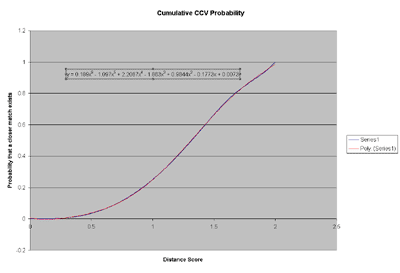 Cumulative CCV Probability
1.2
1
0.8
0.6
0.4
0.2
0
-0.2
0
0.5
1
1.5
2
2.5
Probability that a closer match exists
Distance Score
Series1
Poly. (Series1)